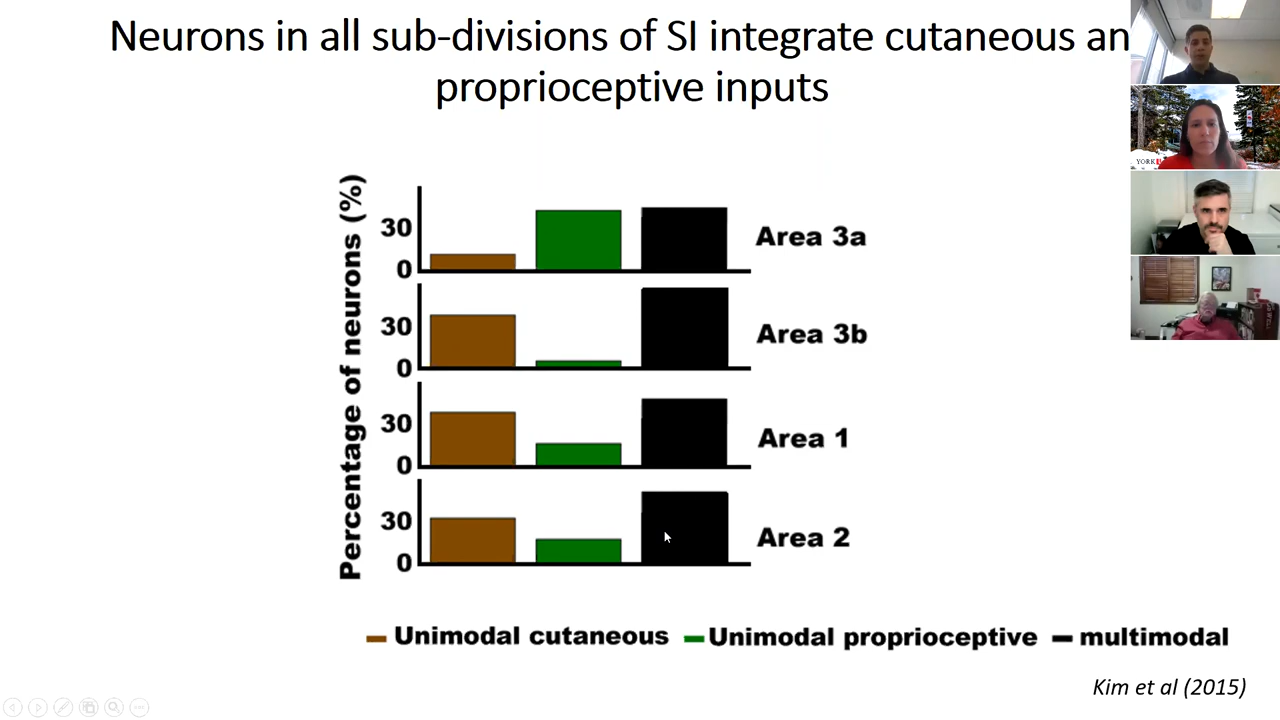 Neurons in all sub-divisions of SI integrate cutaneous an
proprioceptive inputs
Percentage of neurons (%)
30
0
Area 3a
30
0
Area 3b
30
0
Area 1
30
0
Area 2
Unimodal cutaneous Unimodal proprioceptive multimodal
Kim et al (2015)
YORK U